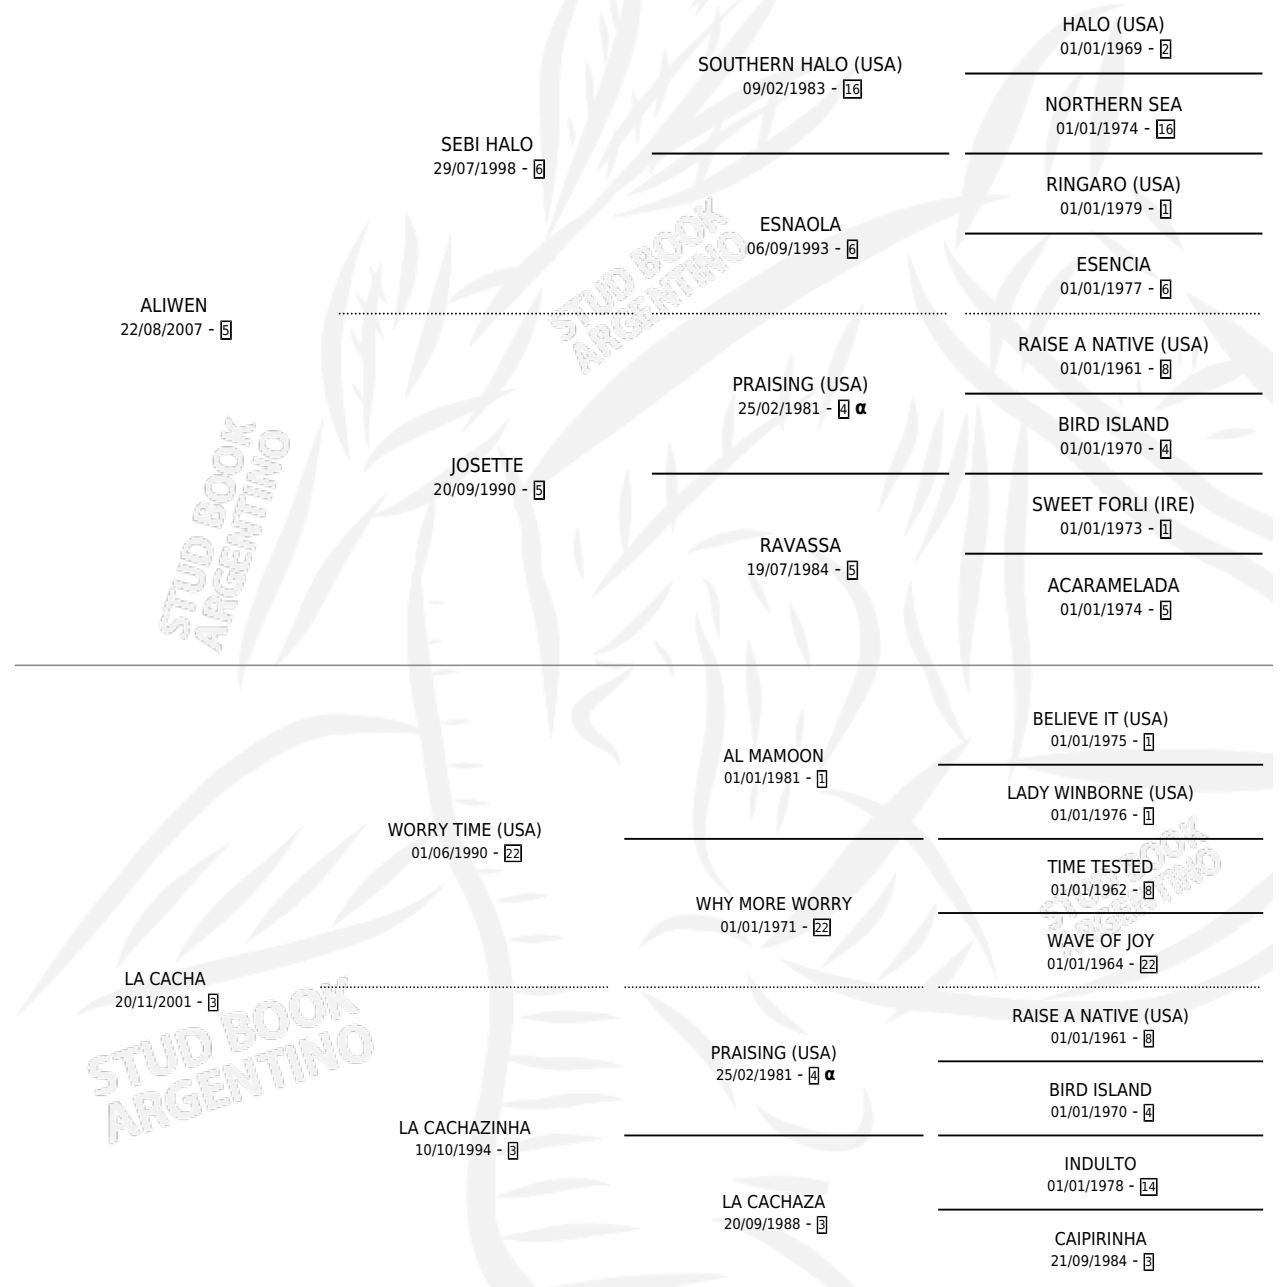 HALO (USA)
01/01/1969 - 2
SOUTHERN HALO (USA)
09/02/1983 - 16
NORTHERN SEA
01/01/1974 - 16
SEBI HALO
29/07/1998 - 6
RINGARO (USA)
01/01/1979 - 1
ESNAOLA
06/09/1993 - 6
ESENCIA
01/01/1977 - 6
ALIWEN
22/08/2007 - 5
RAISE A NATIVE (USA)
01/01/1961 - 8
PRAISING (USA)
25/02/1981 - 4 α
BIRD ISLAND
01/01/1970 - 4
JOSETTE
20/09/1990 - 5
SWEET FORLI (IRE)
01/01/1973 - 1
RAVASSA
19/07/1984 - 5
ACARAMELADA
01/01/1974 - 5
STUD BOOK
ARGENTINO
STUD BOOK
ARGENTINO
BELIEVE IT (USA)
01/01/1975 - 1
AL MAMOON
01/01/1981 - 1
LADY WINBORNE (USA)
01/01/1976 - 1
WORRY TIME (USA)
01/06/1990 - 22
TIME TESTED
01/01/1962 - 8
WHY MORE WORRY
01/01/1971 - 22
WAVE OF JOY
01/01/1964 - 22
LA CACHA
20/11/2001 - 3
RAISE A NATIVE (USA)
01/01/1961 - 8
PRAISING (USA)
25/02/1981 - 4 α
BIRD ISLAND
01/01/1970 - 4
LA CACHAZINHA
10/10/1994 - 3
INDULTO
01/01/1978 - 14
LA CACHAZA
20/09/1988 - 3
CAIPIRINHA
21/09/1984 - 3
STUD BOOK
ARGENTINO
STUD BOOK
ARGENTINO